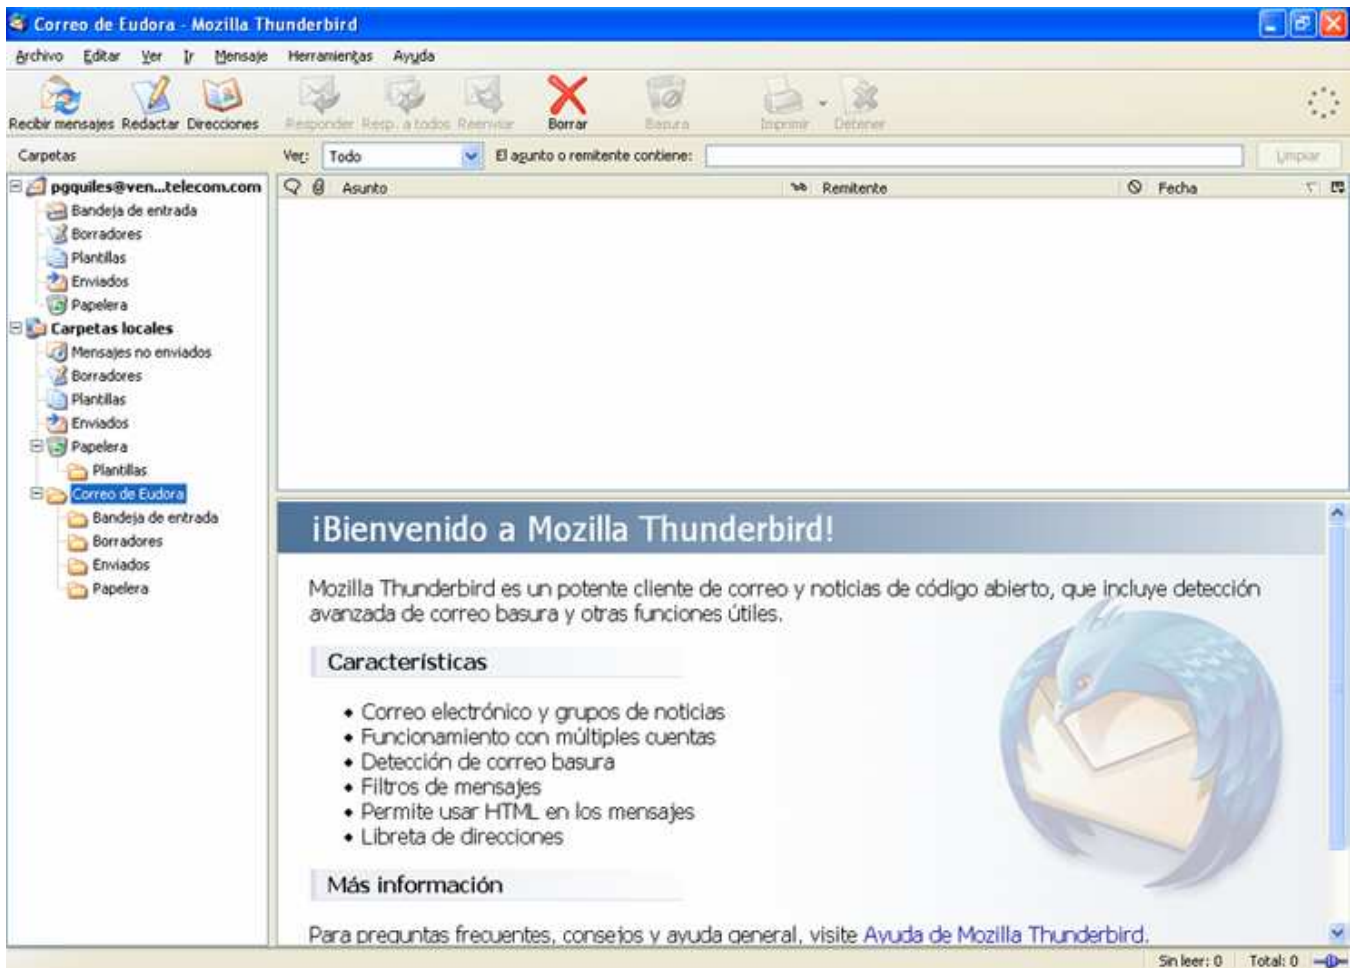 Correo de Eudora - Mozilla Thunderbird
Archivo Editar Ver Ir Mensaje Herramientas Ayuda
Recibir mensajes Redactar Direcciones Responder Resp. a todos Reenviar Borrar Basura Imprimir Detener
Carpetas Ver: Todo El asunto o remitente contiene: Limpiar
Asunto Remitente Fecha
pgquiles@ven...telecom.com
Bandeja de entrada
Borradores
Plantillas
Enviados
Papelera
Carpetas locales
Mensajes no enviados
Borradores
Plantillas
Enviados
Papelera
Plantillas
Correo de Eudora
Bandeja de entrada
Borradores
Enviados
Papelera
¡Bienvenido a Mozilla Thunderbird!
Mozilla Thunderbird es un potente cliente de correo y noticias de código abierto, que incluye detección
avanzada de correo basura y otras funciones útiles.
Características
• Correo electrónico y grupos de noticias
• Funcionamiento con múltiples cuentas
• Detección de correo basura
• Filtros de mensajes
• Permite usar HTML en los mensajes
• Libreta de direcciones
Más información
Para preguntas frecuentes, consejos y ayuda general, visite Ayuda de Mozilla Thunderbird.
Sin leer: 0 Total: 0